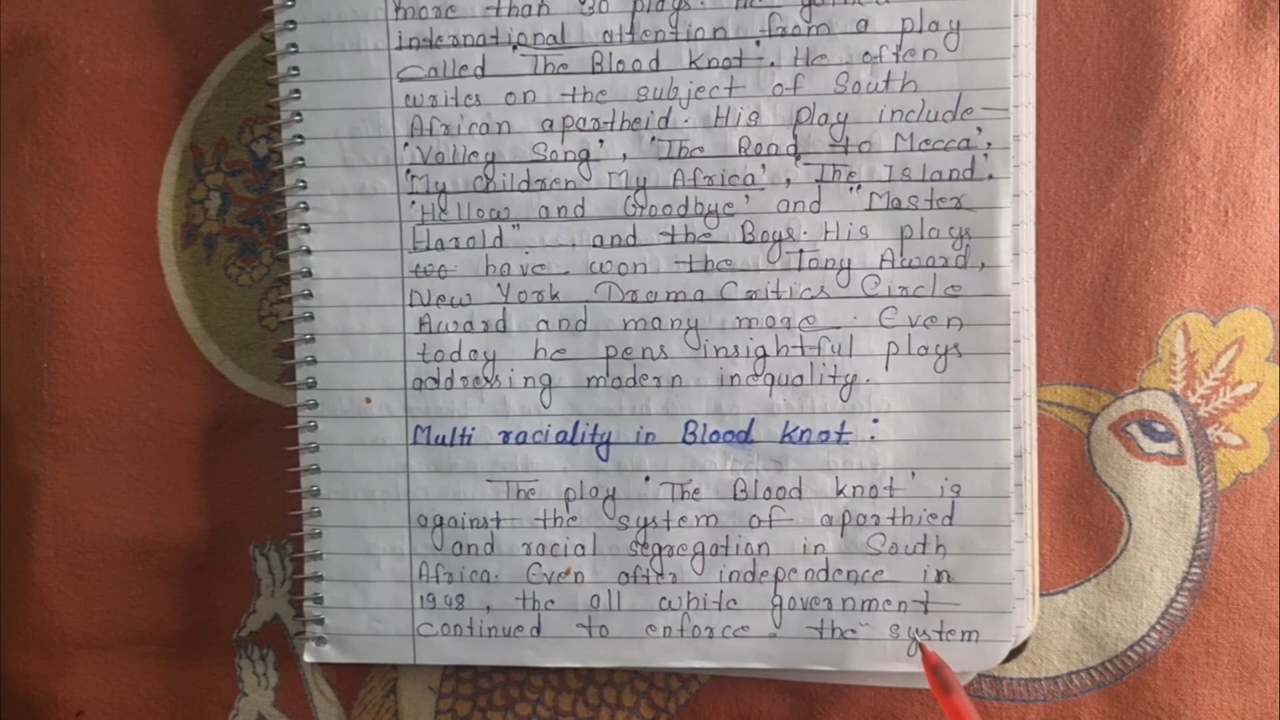 more than 30 plays. He gained
international attention from a play
called 'The Blood Knot'. He often
writes on the subject of South
African apartheid. His play include -
'Valley Song', 'The Road to Mecca',
'My Children My Africa', 'The Island'.
'Hellow and Goodbye' and "Master
Harold" ... and the Boys. His plays
too have won the Tony Award,
New York Drama Critics Circle
Award and many more. Even
today he pens insightful plays
addressing modern inequality.
Multi raciality in Blood Knot :
The play 'The Blood knot' is
against the system of aparthied
and racial segregation in South
Africa. Even after independence in
1948, the all white government
continued to enforce the system